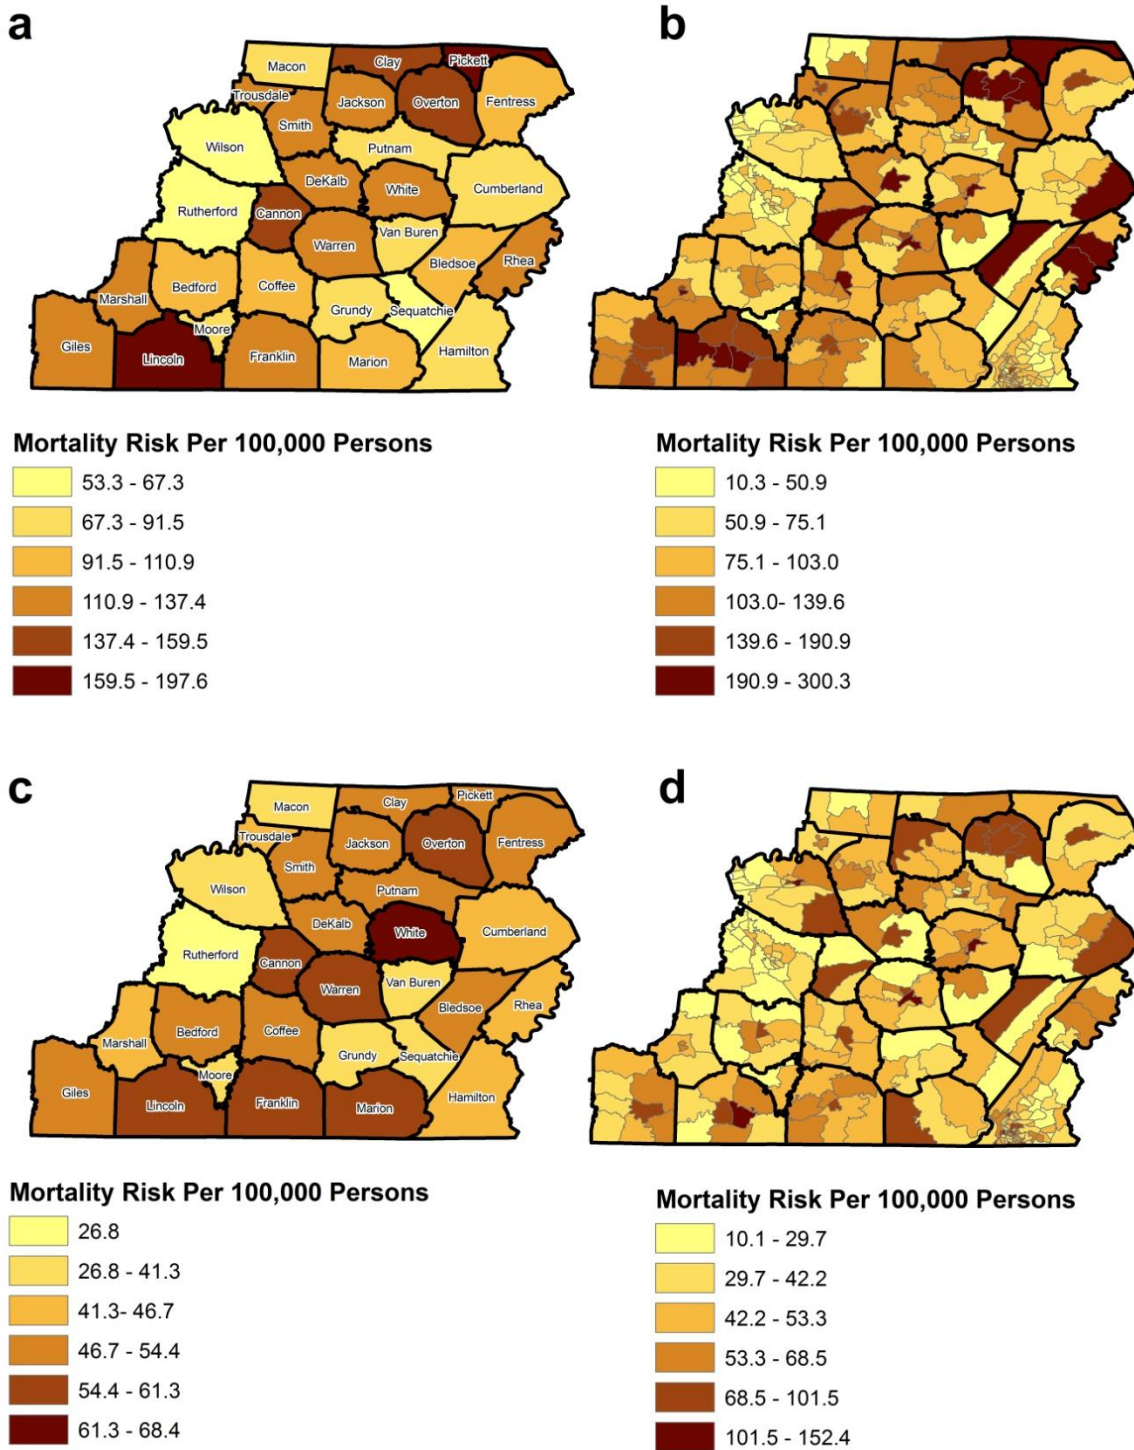 a
Macon
Clay
Pickett
Trousdale
Jackson
Overton
Fentress
Smith
Wilson
Putnam
DeKalb
White
Cumberland
Rutherford
Cannon
Warren
Van Buren
Bledsoe
Rhea
Marshall
Bedford
Coffee
Grundy
Sequatchie
Moore
Giles
Lincoln
Franklin
Marion
Hamilton
Mortality Risk Per 100,000 Persons
53.3 - 67.3
67.3 - 91.5
91.5 - 110.9
110.9 - 137.4
137.4 - 159.5
159.5 - 197.6
b
Mortality Risk Per 100,000 Persons
10.3 - 50.9
50.9 - 75.1
75.1 - 103.0
103.0- 139.6
139.6 - 190.9
190.9 - 300.3
c
Macon
Clay
Pickett
Trousdale
Jackson
Overton
Fentress
Smith
Wilson
Putnam
DeKalb
White
Cumberland
Rutherford
Cannon
Warren
Van Buren
Bledsoe
Rhea
Marshall
Bedford
Coffee
Grundy
Sequatchie
Moore
Giles
Lincoln
Franklin
Marion
Hamilton
Mortality Risk Per 100,000 Persons
26.8
26.8 - 41.3
41.3- 46.7
46.7 - 54.4
54.4 - 61.3
61.3 - 68.4
d
Mortality Risk Per 100,000 Persons
10.1 - 29.7
29.7 - 42.2
42.2 - 53.3
53.3 - 68.5
68.5 - 101.5
101.5 - 152.4